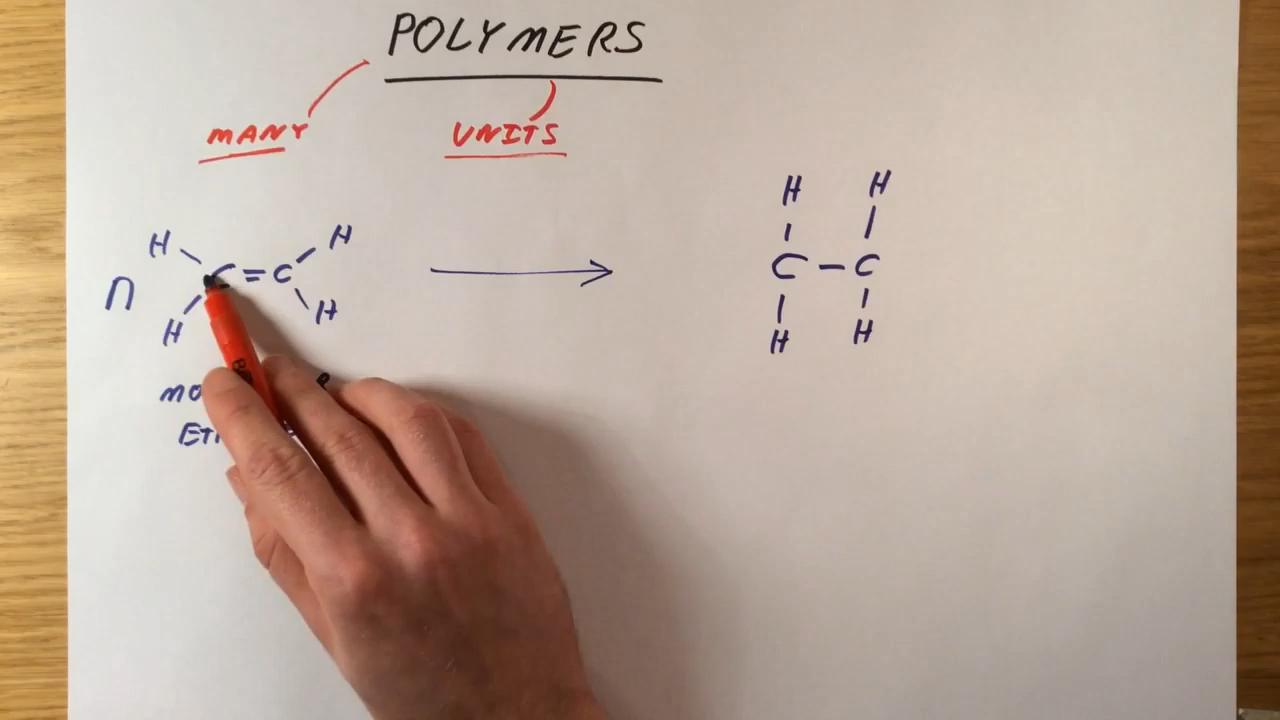 POLYMERS
MANY UNITS
H H H H
n C=C C-C
H H H H